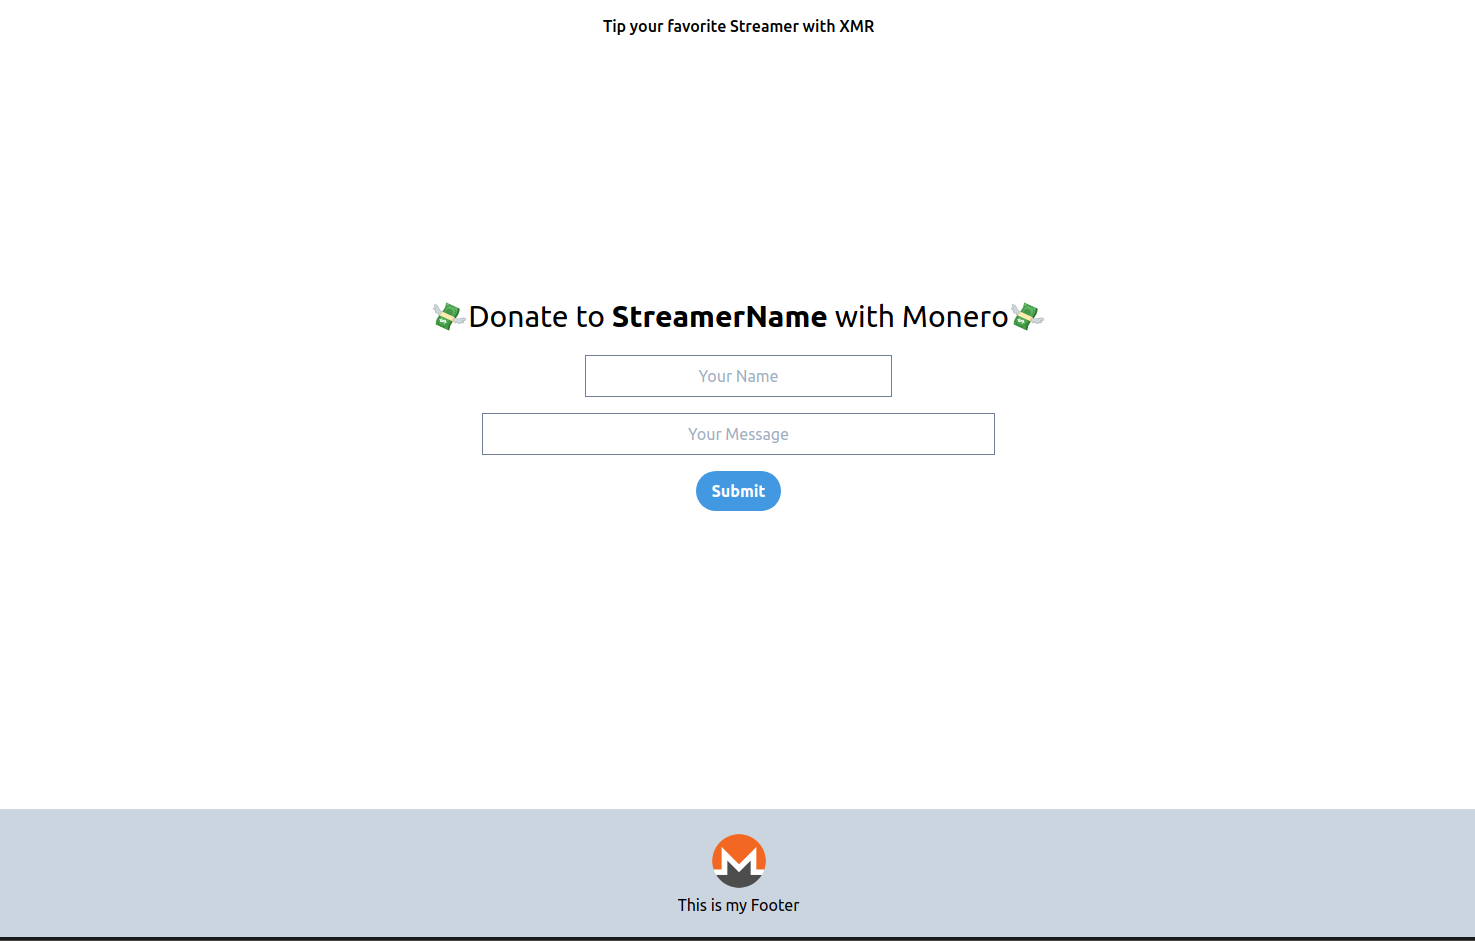 Tip your favorite Streamer with XMR
💸Donate to StreamerName with Monero💸
Your Name
Your Message
Submit
This is my Footer